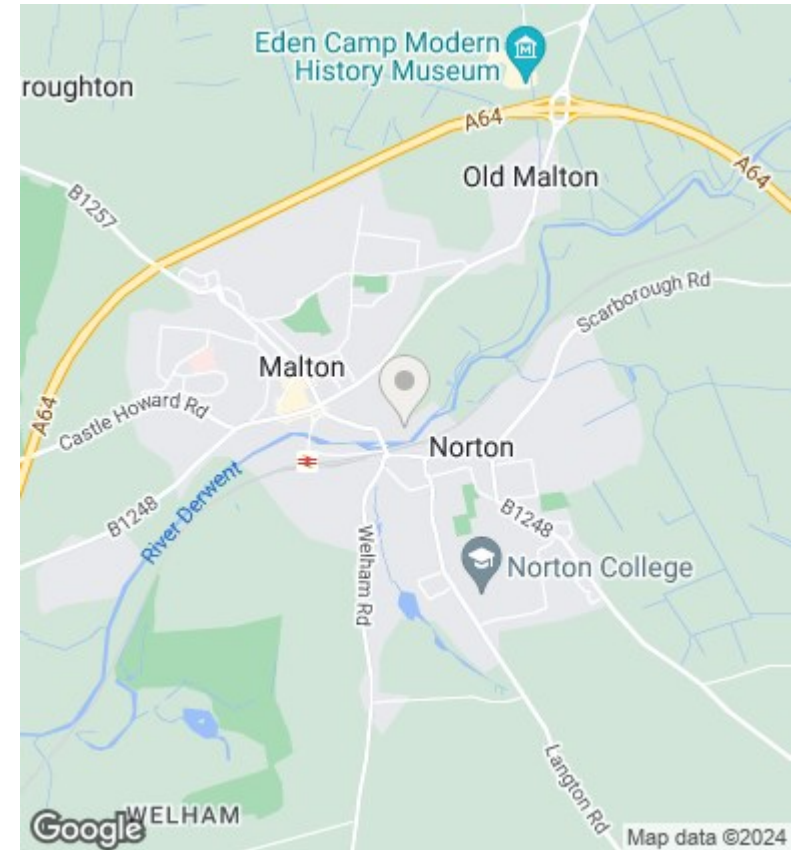 Eden Camp Modern
History Museum
roughton
A64
A64
Old Malton
B1257
Scarborough Rd
Malton
A64
Castle Howard Rd
Norton
B1248
River Derwent
B1248
Welham Rd
Norton College
Langton Rd
WELHAM
Google
Map data ©2024